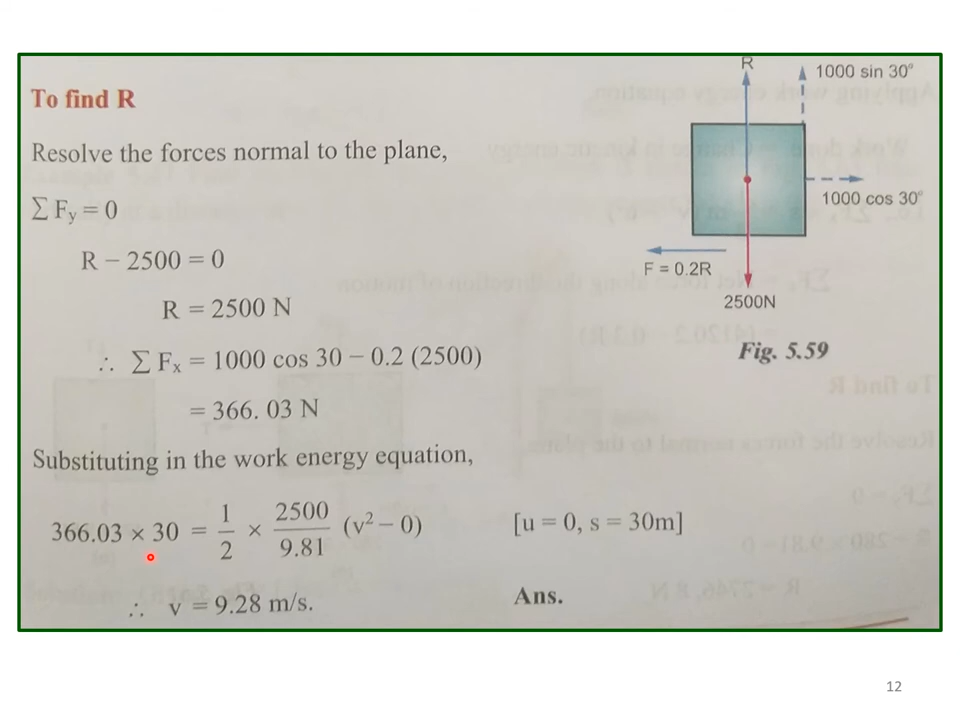 To find R
Resolve the forces normal to the plane,
∑ Fy = 0
R − 2500 = 0
R = 2500 N
∴ ∑ Fx = 1000 cos 30 − 0.2 (2500)
= 366. 03 N
Substituting in the work energy equation,
366.03 × 30 = 1/2 × 2500/9.81 (v² − 0) [u = 0, s = 30m]
∴ v = 9.28 m/s. Ans.
R
1000 sin 30°
1000 cos 30°
F = 0.2R
2500N
Fig. 5.59
12